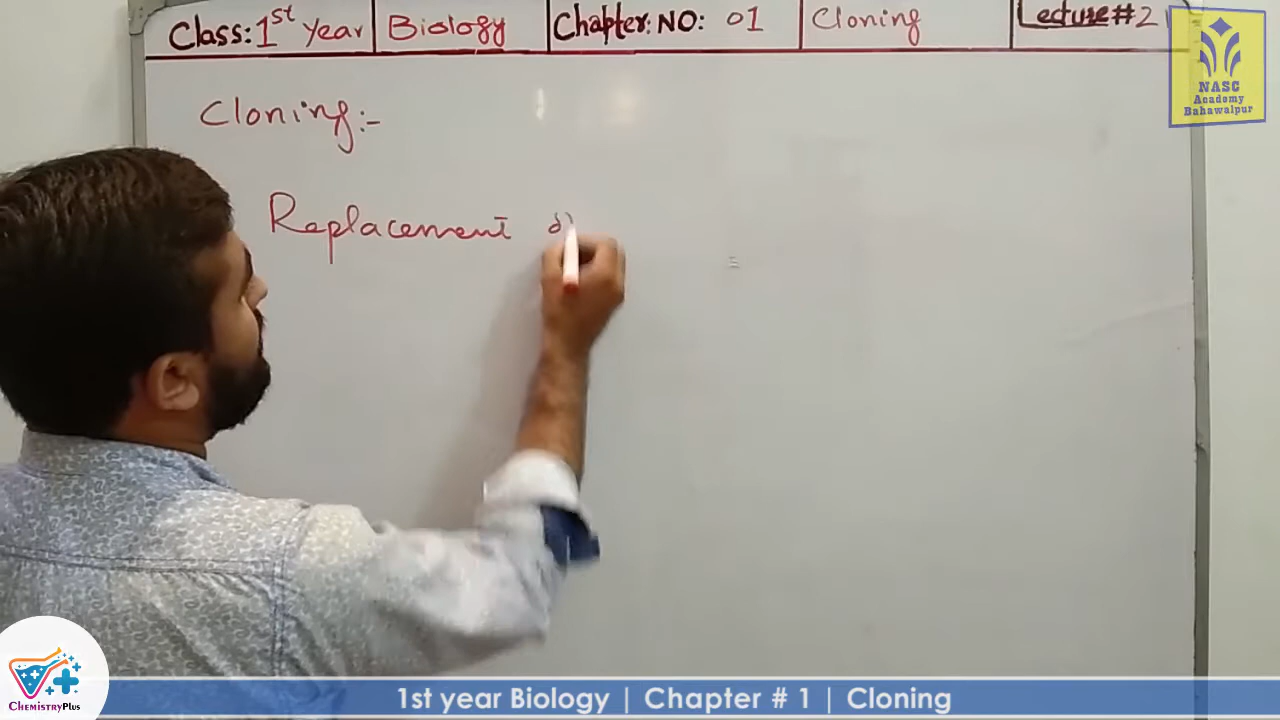 Class: 1st Year Biology Chapter: NO: 01 Cloning Lecture # 21
NASC
Academy
Bahawalpur
Cloning:-
Replacement
ChemistryPlus
1st year Biology | Chapter # 1 | Cloning